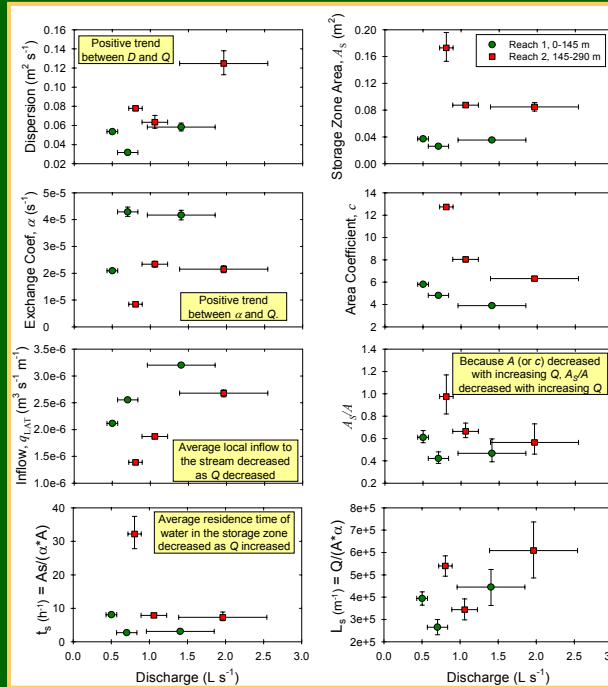 0.16
0.14
0.12
0.10
0.08
0.06
0.04
0.02
Dispersion (m² s⁻¹)
Positive trend
between D and Q
0.20
0.16
0.12
0.08
0.04
0.00
Storage Zone Area, A_S (m²)
Reach 1, 0-145 m
Reach 2, 145-290 m
5e-5
4e-5
3e-5
2e-5
1e-5
0
Exchange Coef, α (s⁻¹)
Positive trend
between α and Q.
14
12
10
8
6
4
2
Area Coefficient, c
3.5e-6
3.0e-6
2.5e-6
2.0e-6
1.5e-6
1.0e-6
Inflow, q_LAT (m³ s⁻¹ m⁻¹)
Average local inflow to
the stream decreased
as Q decreased
1.4
1.2
1.0
0.8
0.6
0.4
0.2
A_S/A
Because A (or c) decreased
with increasing Q, A_S/A
decreased with increasing Q
40
30
20
10
0
t_s (h⁻¹) = As/(α*A)
Average residence time of
water in the storage zone
decreased as Q increased
7e+5
6e+5
5e+5
4e+5
3e+5
2e+5
L_s (m⁻¹) = Q/(A*α)
0.0 0.5 1.0 1.5 2.0 2.5 3.0
Discharge (L s⁻¹)
0.0 0.5 1.0 1.5 2.0 2.5
Discharge (L s⁻¹)